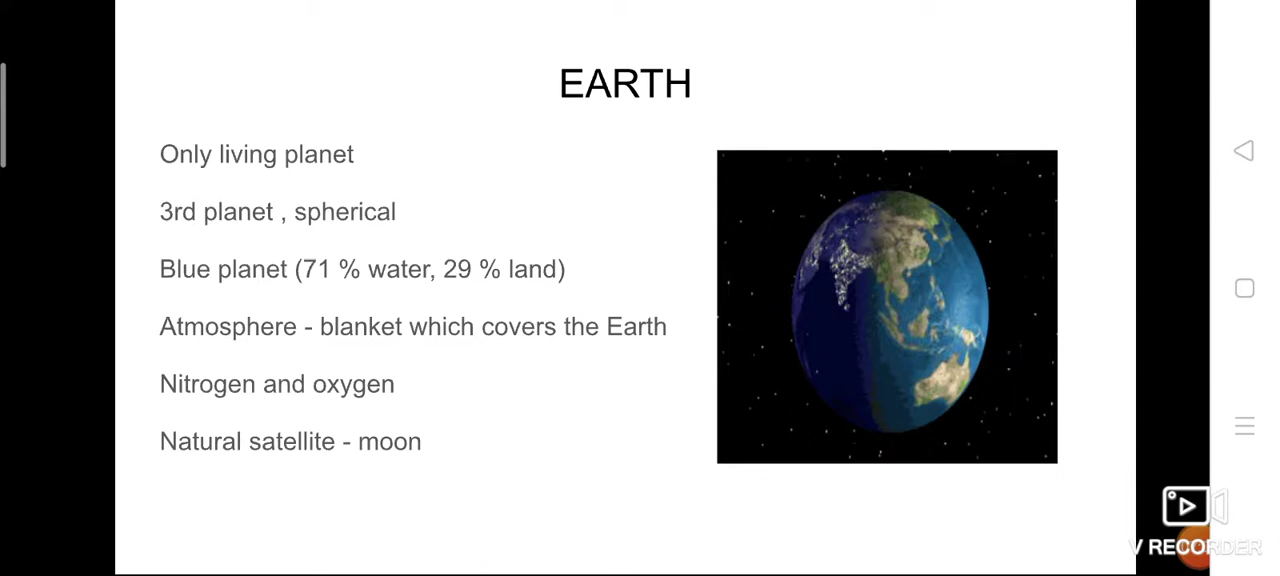 EARTH
Only living planet
3rd planet , spherical
Blue planet (71 % water, 29 % land)
Atmosphere - blanket which covers the Earth
Nitrogen and oxygen
Natural satellite - moon
V RECORDER